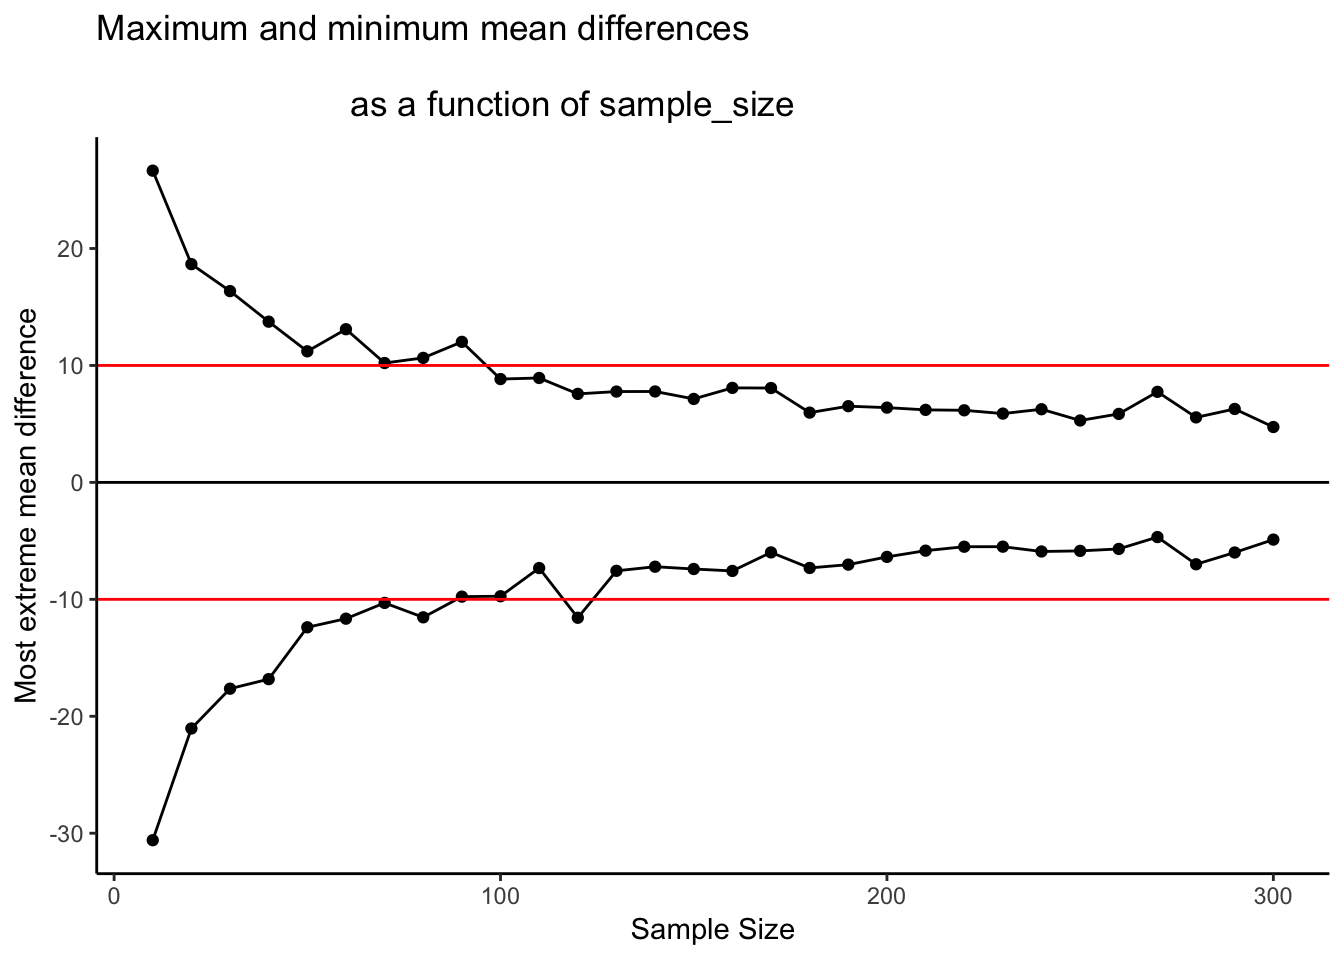 Maximum and minimum mean differences
as a function of sample_size
Most extreme mean difference
20
10
0
-10
-20
-30
0
100
200
300
Sample Size